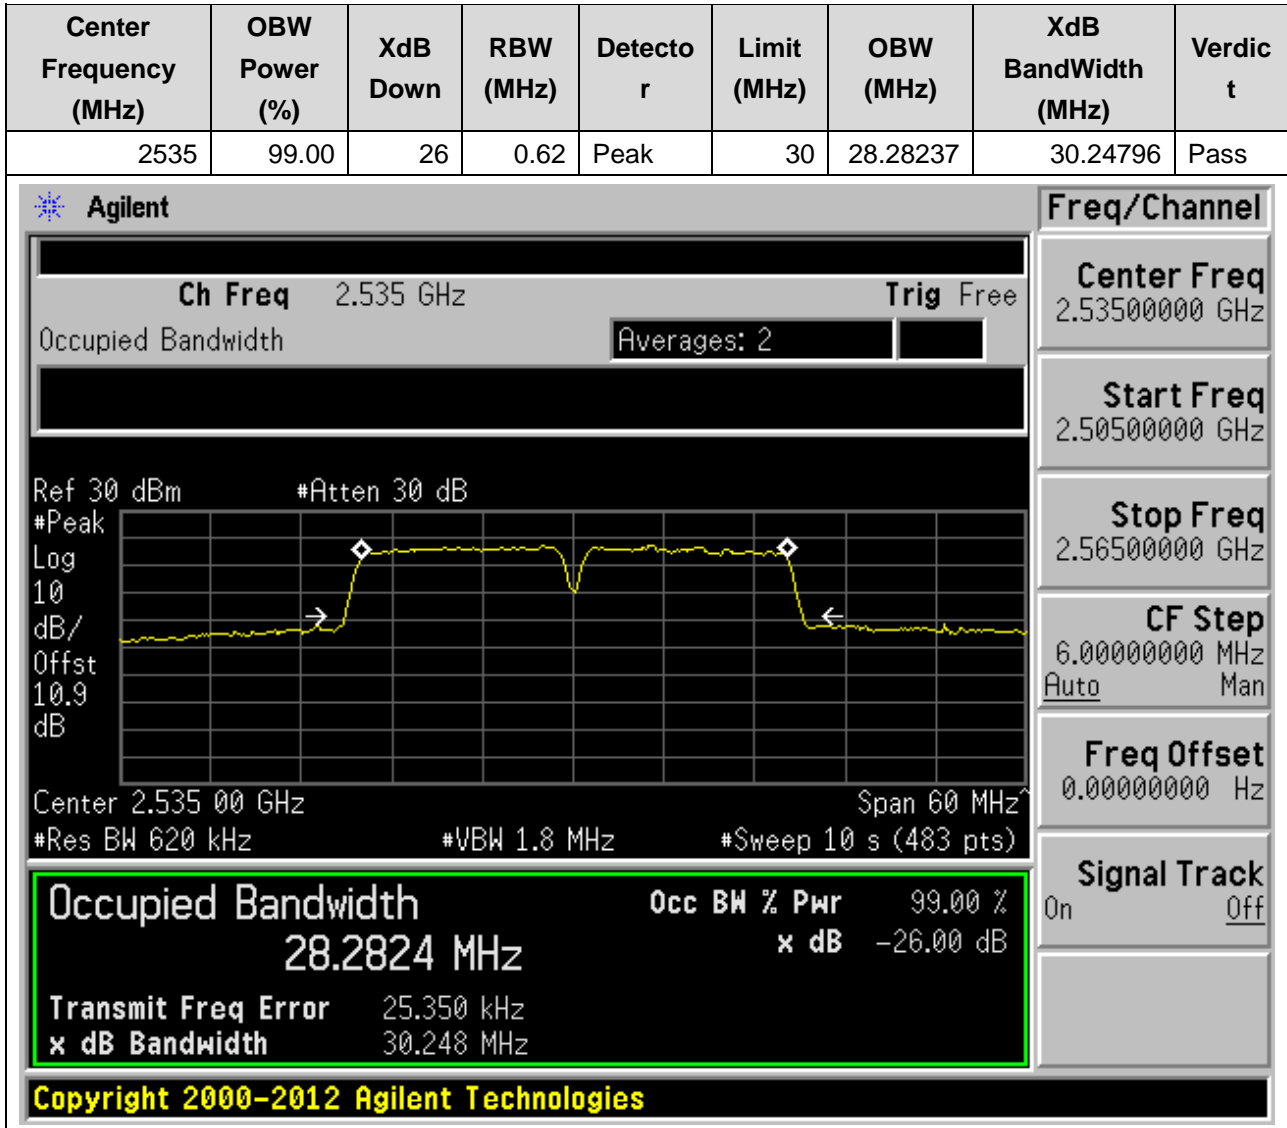 Center Frequency (MHz) OBW Power (%) XdB Down RBW (MHz) Detecto r Limit (MHz) OBW (MHz) XdB BandWidth (MHz) Verdic t
2535 99.00 26 0.62 Peak 30 28.28237 30.24796 Pass
Agilent
Freq/Channel
Ch Freq 2.535 GHz Trig Free
Occupied Bandwidth Averages: 2
Center Freq
2.53500000 GHz
Start Freq
2.50500000 GHz
Stop Freq
2.56500000 GHz
CF Step
6.00000000 MHz
Auto Man
Freq Offset
0.00000000 Hz
Signal Track
On Off
Ref 30 dBm #Atten 30 dB
#Peak
Log
10
dB/
Offst
10.9
dB
Center 2.535 00 GHz Span 60 MHz^
#Res BW 620 kHz #VBW 1.8 MHz #Sweep 10 s (483 pts)
Occupied Bandwidth Occ BW % Pwr 99.00 %
28.2824 MHz x dB -26.00 dB
Transmit Freq Error 25.350 kHz
x dB Bandwidth 30.248 MHz
Copyright 2000-2012 Agilent Technologies